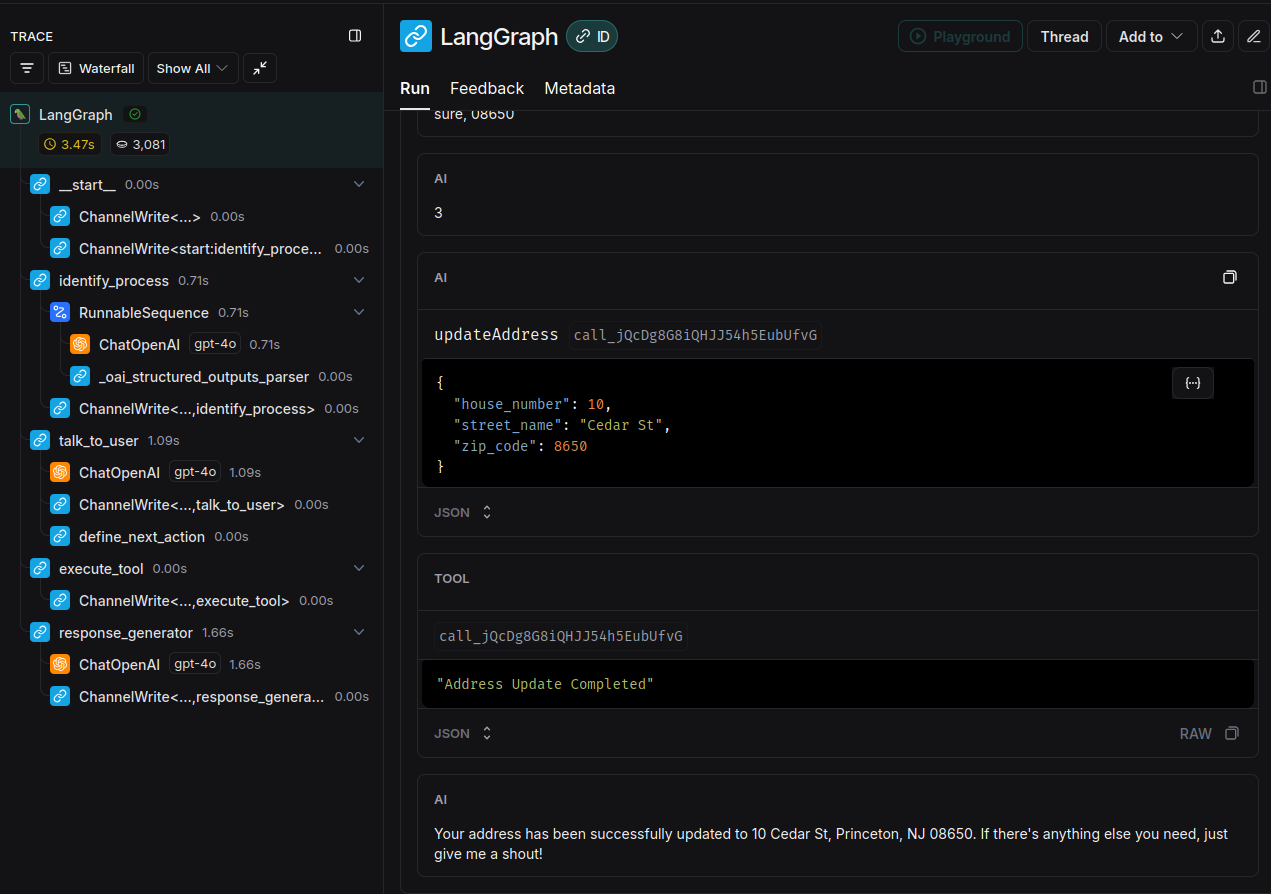 TRACE
Waterfall
Show All
LangGraph
3.47s
3,081
__start__ 0.00s
ChannelWrite<...> 0.00s
ChannelWrite<start:identify_proce... 0.00s
identify_process 0.71s
RunnableSequence 0.71s
ChatOpenAI gpt-4o 0.71s
_oai_structured_outputs_parser 0.00s
ChannelWrite<...,identify_process> 0.00s
talk_to_user 1.09s
ChatOpenAI gpt-4o 1.09s
ChannelWrite<...,talk_to_user> 0.00s
define_next_action 0.00s
execute_tool 0.00s
ChannelWrite<...,execute_tool> 0.00s
response_generator 1.66s
ChatOpenAI gpt-4o 1.66s
ChannelWrite<...,response_genera... 0.00s
LangGraph ID
Playground Thread Add to
Run Feedback Metadata
sure, 08650
AI
3
AI
updateAddress call_jQcDg8G8iQHJJ54h5EubUfvG
{
"house_number": 10,
"street_name": "Cedar St",
"zip_code": 8650
}
JSON
TOOL
call_jQcDg8G8iQHJJ54h5EubUfvG
"Address Update Completed"
JSON RAW
AI
Your address has been successfully updated to 10 Cedar St, Princeton, NJ 08650. If there's anything else you need, just
give me a shout!